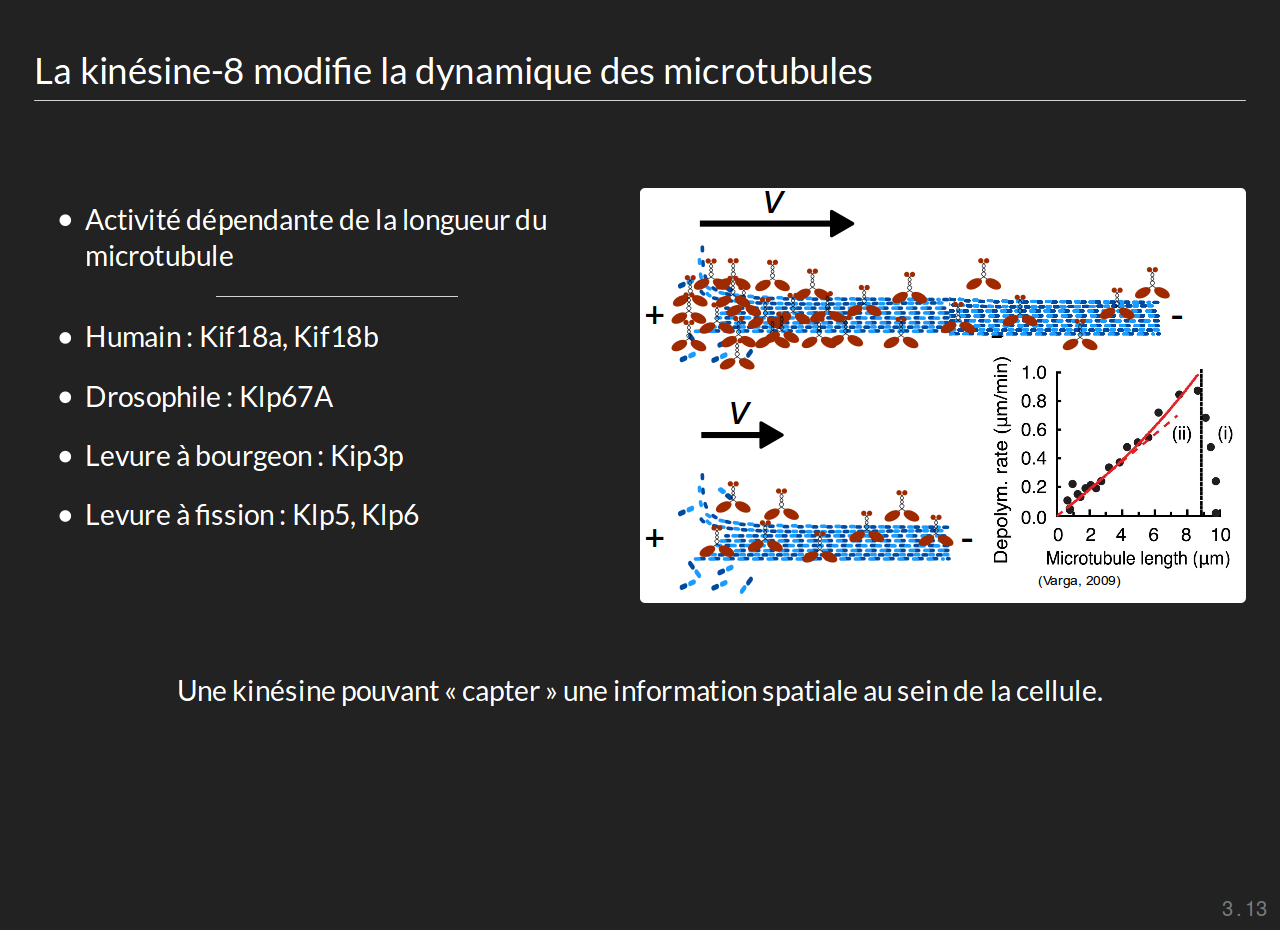 La kinésine-8 modifie la dynamique des microtubules
Activité dépendante de la longueur du
microtubule
Humain : Kif18a, Kif18b
Drosophile : Klp67A
Levure à bourgeon : Kip3p
Levure à fission : Klp5, Klp6
V
+
-
-
V
+
-
Depolym. rate (µm/min)
1.0
0.8
0.6
0.4
0.2
0.0
(ii)
(i)
0 2 4 6 8 10
Microtubule length (µm)
(Varga, 2009)
Une kinésine pouvant « capter » une information spatiale au sein de la cellule.
3.13